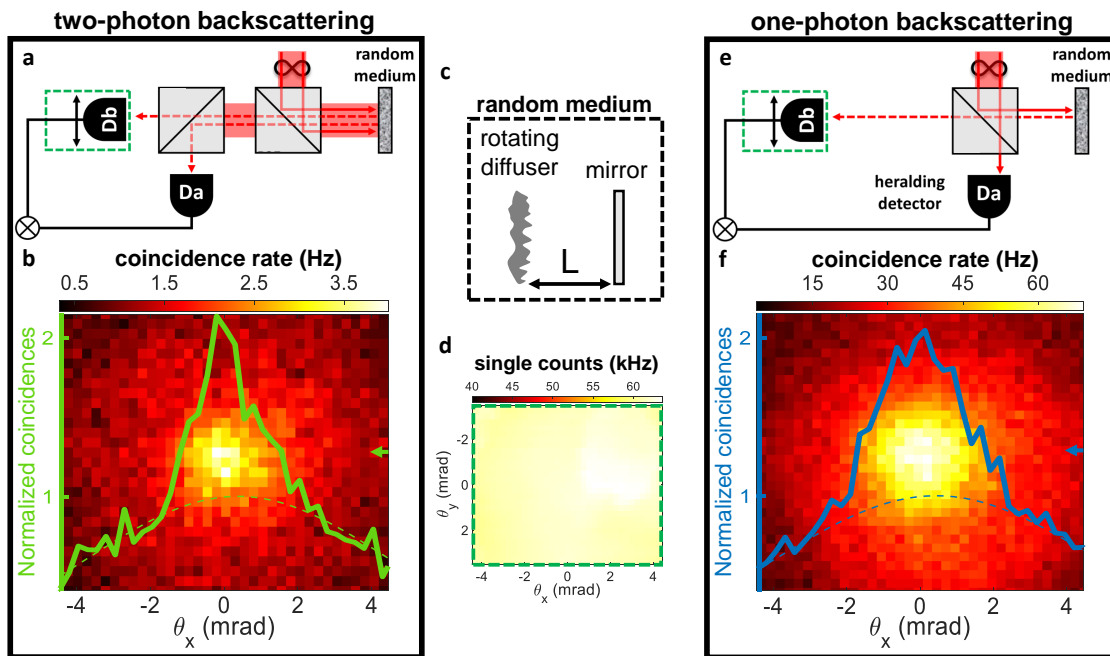 two-photon backscattering
one-photon backscattering
a
random
medium
Db
Da
c
random medium
rotating
diffuser
mirror
L
e
random
medium
Db
heralding
detector
Da
b
coincidence rate (Hz)
0.5
1.5
2.5
3.5
Normalized coincidences
2
1
-4
-2
0
2
4
θx (mrad)
d
single counts (kHz)
40
45
50
55
60
θy (mrad)
-2
0
2
-4
-2
0
2
4
θx (mrad)
f
coincidence rate (Hz)
15
30
45
60
Normalized coincidences
2
1
-4
-2
0
2
4
θx (mrad)